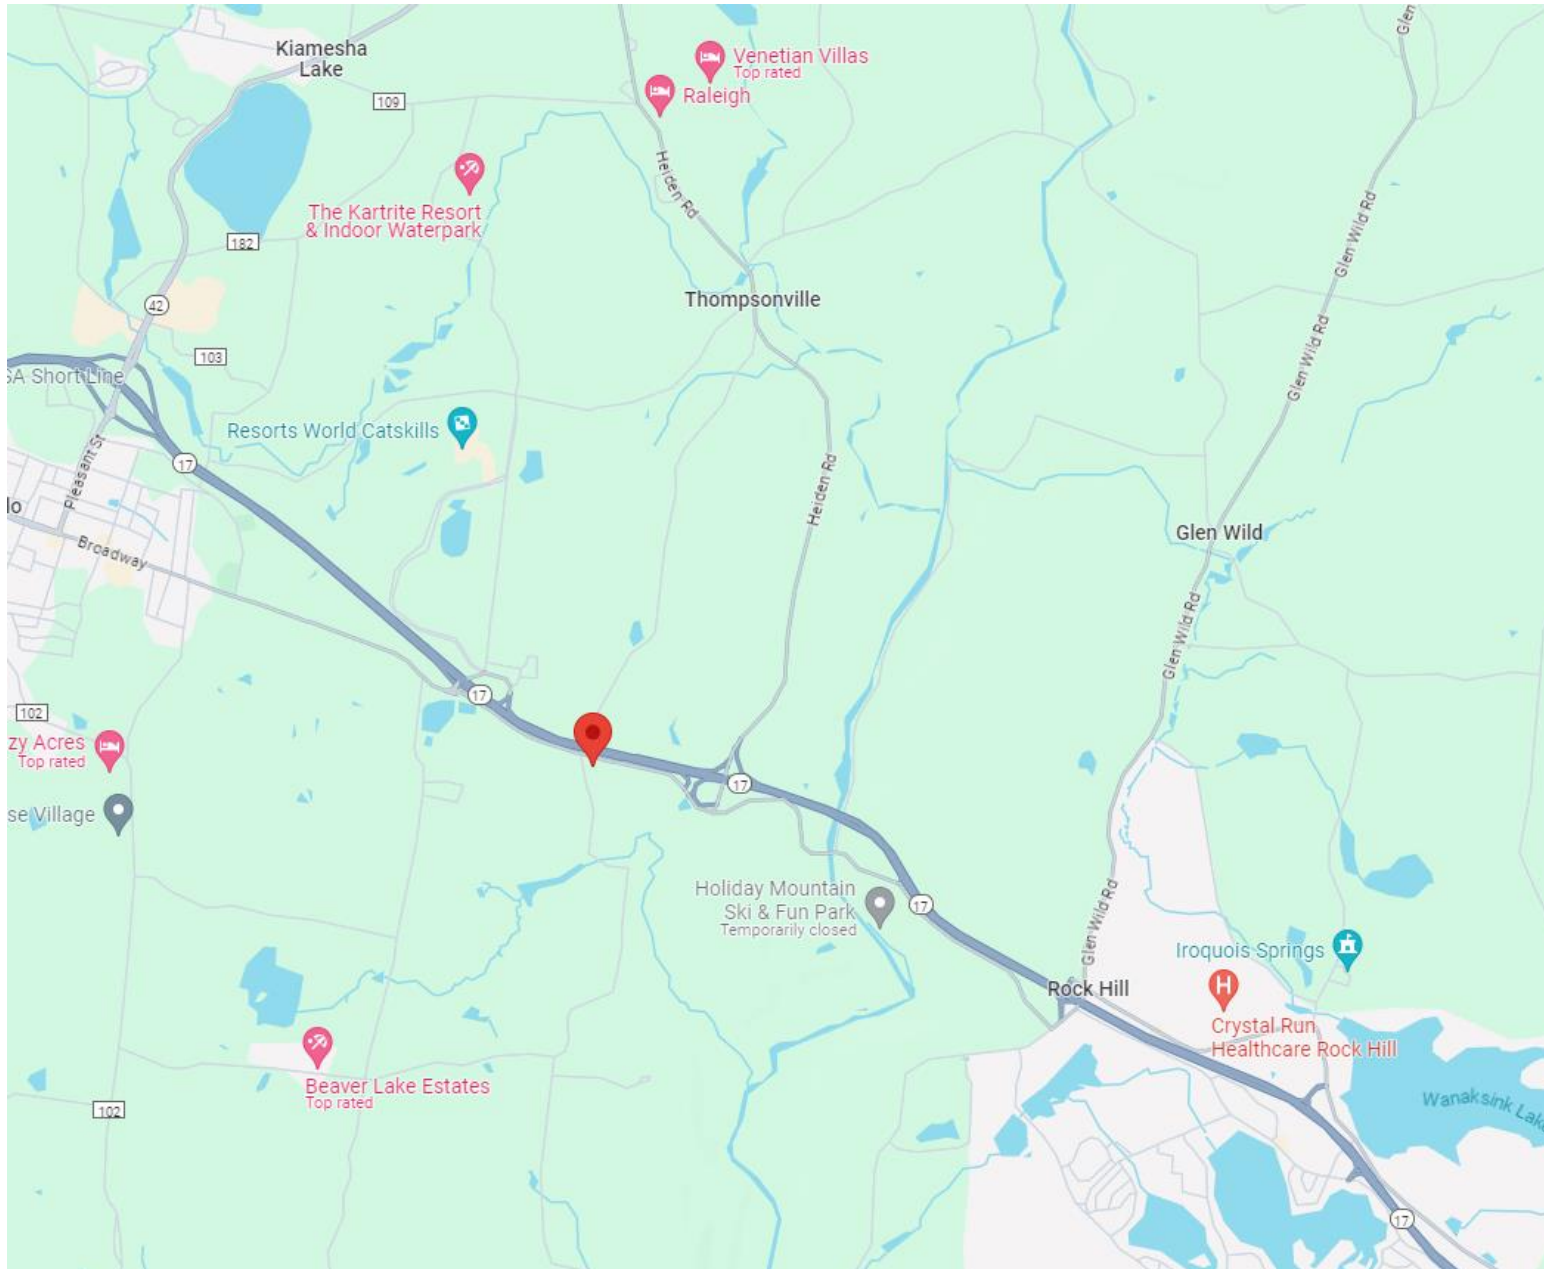 Kiamesha
Lake
109
Venetian Villas
Top rated
Raleigh
Glen
The Kartrite Resort
& Indoor Waterpark
Heiden Rd
182
Glen Wild Rd
42
Thompsonville
103
Glen Wild Rd
SA Short Line
Resorts World Catskills
Pleasant St
17
Heiden Rd
lo
Broadway
Glen Wild
Glen Wild Rd
17
102
zy Acres
Top rated
17
se Village
Holiday Mountain
Ski & Fun Park
Temporarily closed
17
Glen Wild Rd
Iroquois Springs
H
Rock Hill
Crystal Run
Healthcare Rock Hill
Beaver Lake Estates
Top rated
102
Wanaksink Lake
17